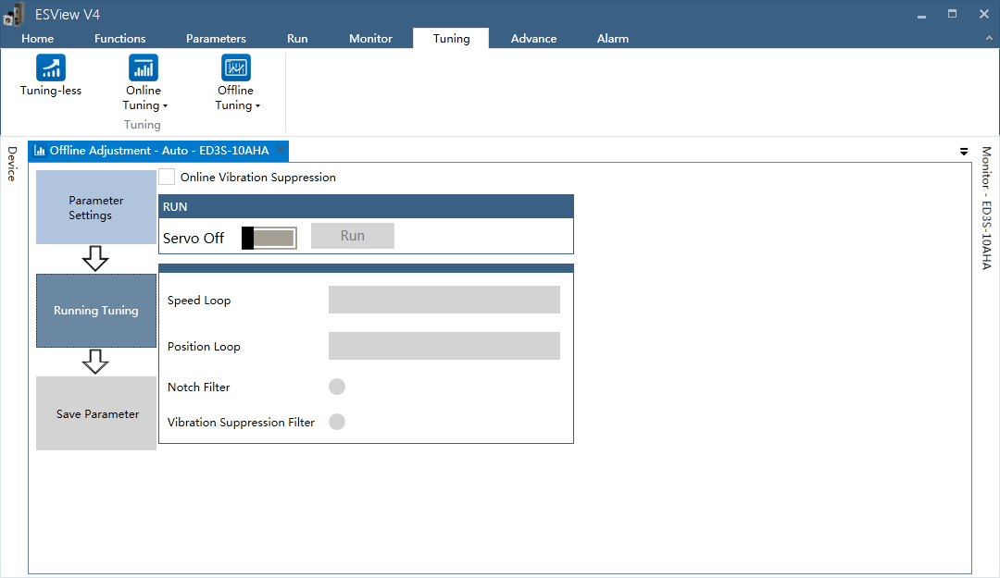 ESView V4
Home Functions Parameters Run Monitor Tuning Advance Alarm
Tuning-less
Online
Tuning
Offline
Tuning
Tuning
Device
Offline Adjustment - Auto - ED3S-10AHA
Monitor - ED3S-10AHA
Parameter
Settings
Running Tuning
Save Parameter
Online Vibration Suppression
RUN
Servo Off
Run
Speed Loop
Position Loop
Notch Filter
Vibration Suppression Filter